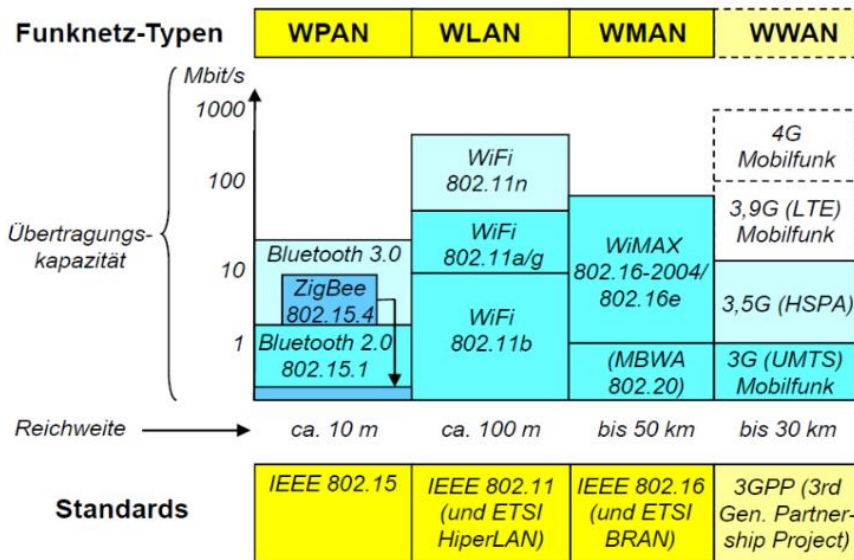 Funknetz-Typen
WPAN
WLAN
WMAN
WWAN
Mbit/s
1000
100
10
1
Übertragungs-
kapazität
Bluetooth 3.0
ZigBee
802.15.4
Bluetooth 2.0
802.15.1
WiFi
802.11n
WiFi
802.11a/g
WiFi
802.11b
WiMAX
802.16-2004/
802.16e
(MBWA
802.20)
4G
Mobilfunk
3,9G (LTE)
Mobilfunk
3,5G (HSPA)
3G (UMTS)
Mobilfunk
Reichweite
ca. 10 m
ca. 100 m
bis 50 km
bis 30 km
Standards
IEEE 802.15
IEEE 802.11
(und ETSI
HiperLAN)
IEEE 802.16
(und ETSI
BRAN)
3GPP (3rd
Gen. Partner-
ship Project)